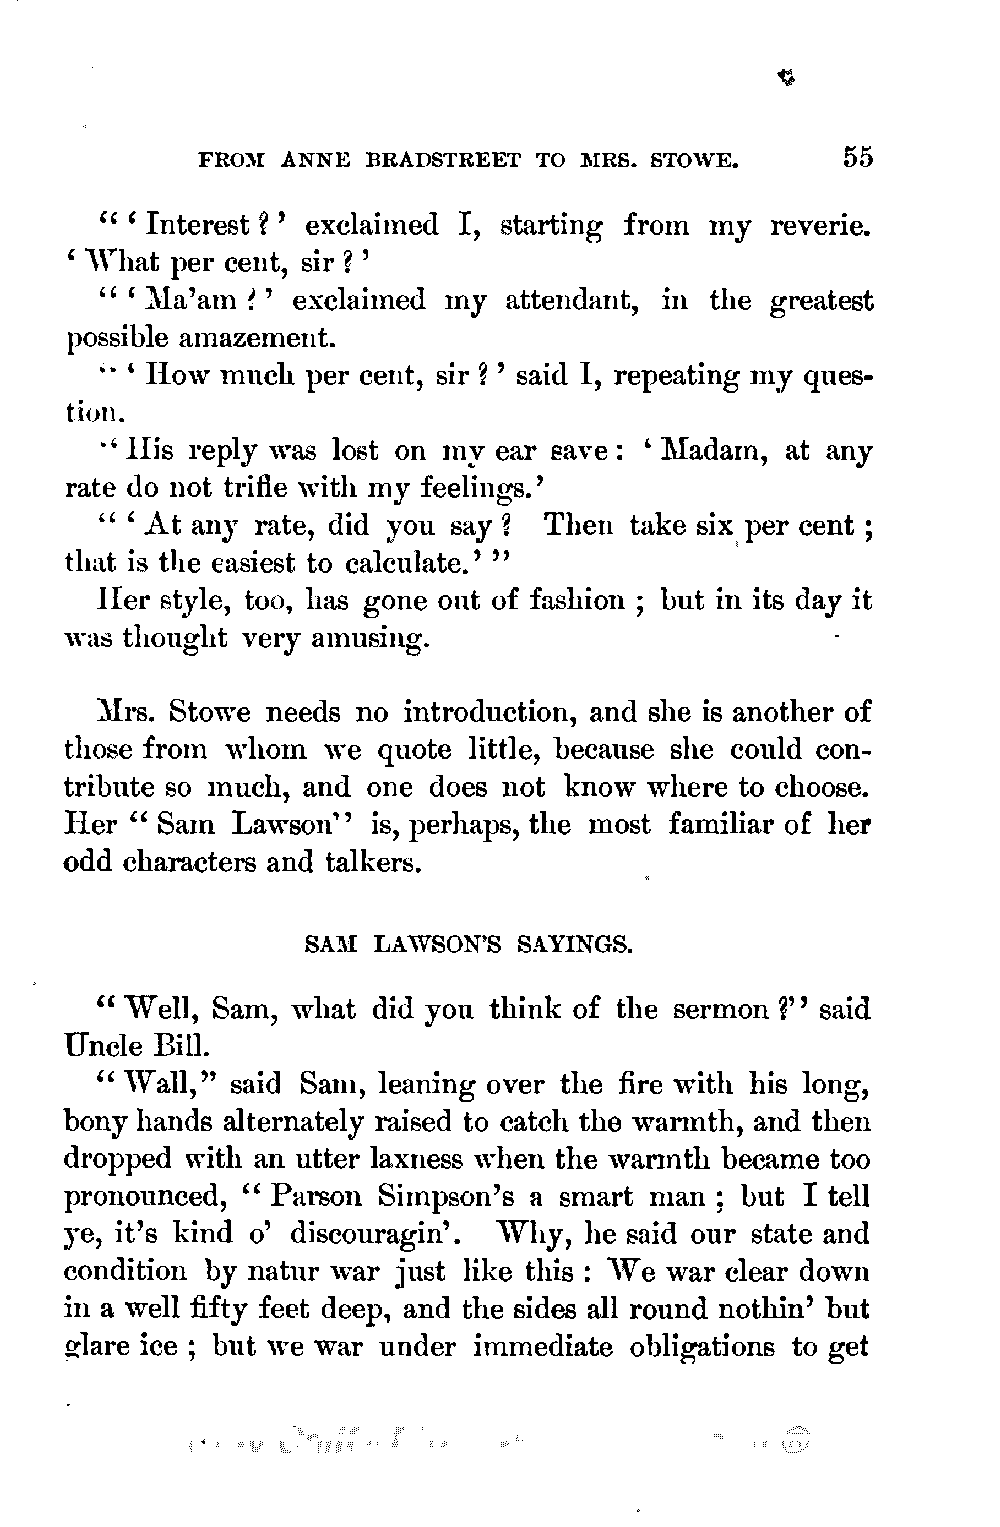 FROM ANNE BRADSTREET TO MRS. STOWE. 55
“ ‘ Interest ? ’ exclaimed I, starting from my reverie.
‘ What per cent, sir ? ’
“ ‘ Ma’am ? ’ exclaimed my attendant, in the greatest
possible amazement.
“ ‘ How much per cent, sir ? ’ said I, repeating my ques-
tion.
“ His reply was lost on my ear save : ‘ Madam, at any
rate do not trifle with my feelings.’
“ ‘ At any rate, did you say ? Then take six per cent ;
that is the easiest to calculate.’ ”
Her style, too, has gone out of fashion ; but in its day it
was thought very amusing.
Mrs. Stowe needs no introduction, and she is another of
those from whom we quote little, because she could con-
tribute so much, and one does not know where to choose.
Her “ Sam Lawson” is, perhaps, the most familiar of her
odd characters and talkers.
SAM LAWSON’S SAYINGS.
“ Well, Sam, what did you think of the sermon ?” said
Uncle Bill.
“ Wall,” said Sam, leaning over the fire with his long,
bony hands alternately raised to catch the warmth, and then
dropped with an utter laxness when the warmth became too
pronounced, “ Parson Simpson’s a smart man ; but I tell
ye, it’s kind o’ discouragin’. Why, he said our state and
condition by natur war just like this : We war clear down
in a well fifty feet deep, and the sides all round nothin’ but
glare ice ; but we war under immediate obligations to get